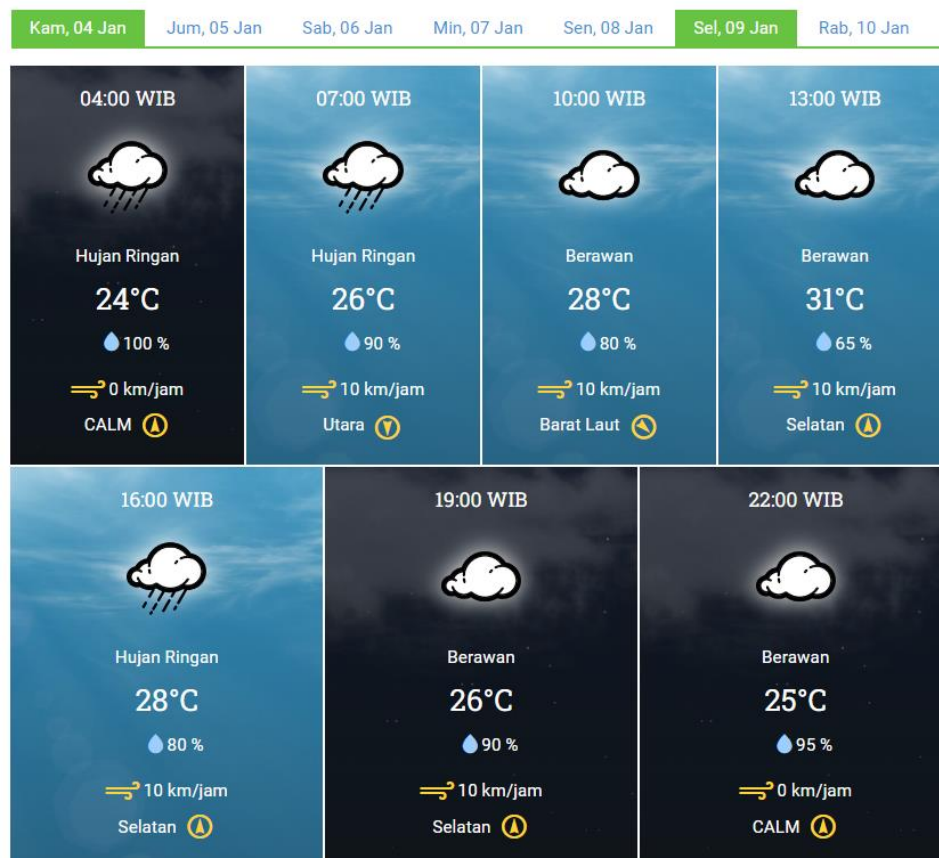 Kam, 04 Jan Jum, 05 Jan Sab, 06 Jan Min, 07 Jan Sen, 08 Jan Sel, 09 Jan Rab, 10 Jan
04:00 WIB
Hujan Ringan
24°C
100 %
0 km/jam
CALM
07:00 WIB
Hujan Ringan
26°C
90 %
10 km/jam
Utara
10:00 WIB
Berawan
28°C
80 %
10 km/jam
Barat Laut
13:00 WIB
Berawan
31°C
65 %
10 km/jam
Selatan
16:00 WIB
Hujan Ringan
28°C
80 %
10 km/jam
Selatan
19:00 WIB
Berawan
26°C
90 %
10 km/jam
Selatan
22:00 WIB
Berawan
25°C
95 %
0 km/jam
CALM